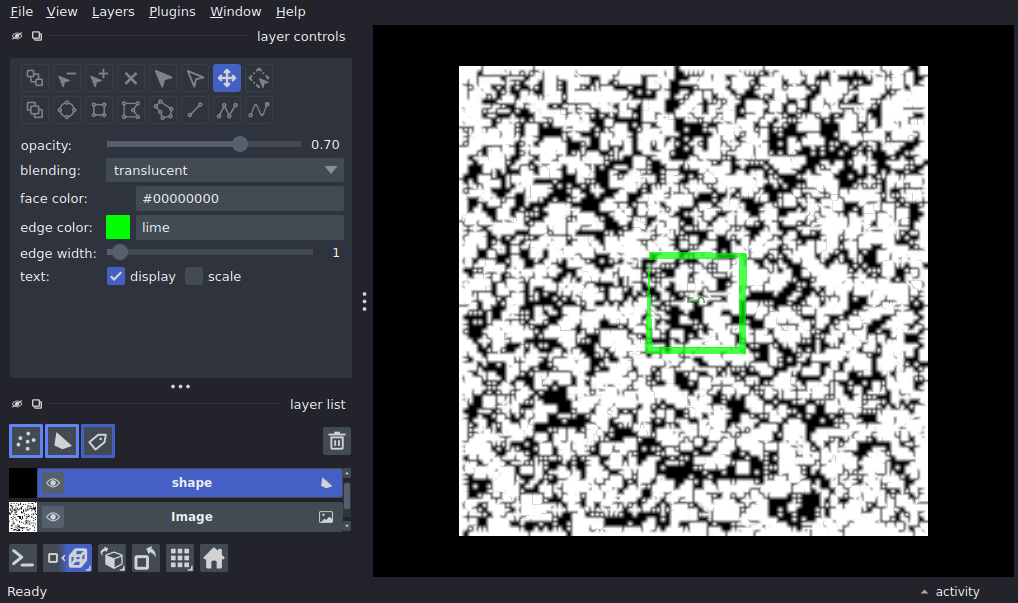 File View Layers Plugins Window Help
layer controls
opacity: 0.70
blending: translucent
face color: #00000000
edge color: lime
edge width: 1
text: display scale
layer list
shape
Image
Ready
activity